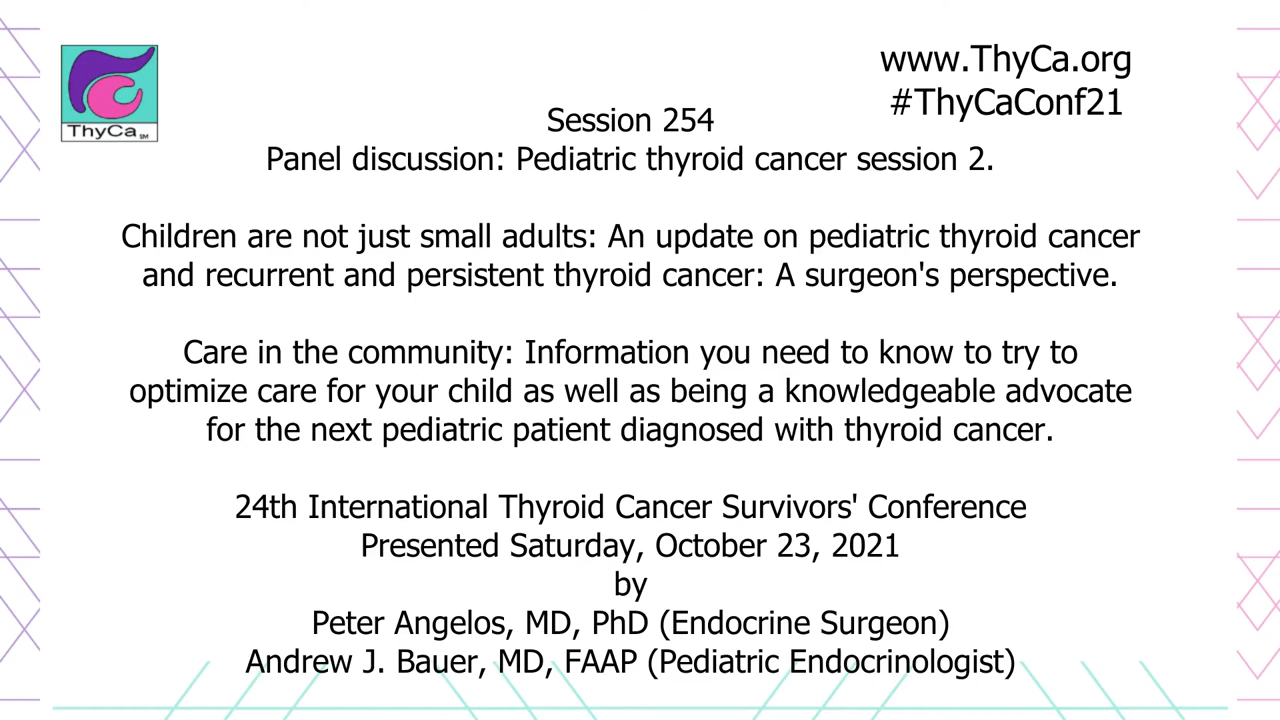 www.ThyCa.org
#ThyCaConf21
ThyCa SM
Session 254
Panel discussion: Pediatric thyroid cancer session 2.
Children are not just small adults: An update on pediatric thyroid cancer
and recurrent and persistent thyroid cancer: A surgeon's perspective.
Care in the community: Information you need to know to try to
optimize care for your child as well as being a knowledgeable advocate
for the next pediatric patient diagnosed with thyroid cancer.
24th International Thyroid Cancer Survivors' Conference
Presented Saturday, October 23, 2021
by
Peter Angelos, MD, PhD (Endocrine Surgeon)
Andrew J. Bauer, MD, FAAP (Pediatric Endocrinologist)